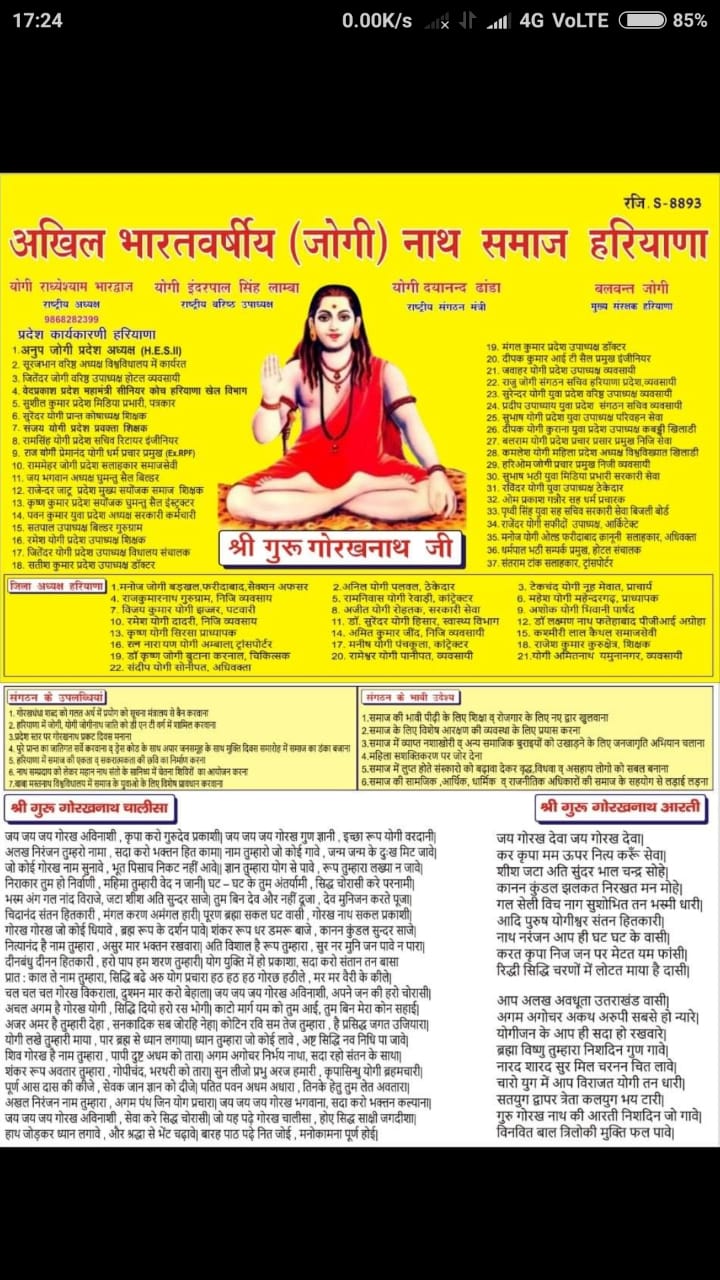 17:24 0.00K/s 4G VoLTE 85%
रजि. S-8893
अखिल भारतवर्षीय (जोगी) नाथ समाज हरियाणा
योगी राध्येश्याम भारद्वाज
राष्ट्रीय अध्यक्ष
9868282399
योगी इंदरपाल सिंह लाम्बा
राष्ट्रीय वरिष्ठ उपाध्यक्ष
योगी दयानन्द ढांडा
राष्ट्रीय संगठन मंत्री
बलवन्त जोगी
मुख्य संरक्षक हरियाणा
प्रदेश कार्यकारणी हरियाणा
1. अनुप जोगी प्रदेश अध्यक्ष (H.E.S.II)
2. सूरजभान वरिष्ठ अध्यक्ष विश्वविधालय में कार्यरत
3. जितेंदर जोगी वरिष्ठ उपाध्यक्ष होटल व्यवसायी
4. वेदप्रकाश प्रदेश महामंत्री सीनियर कोच हरियाणा खेल विभाग
5. सुशील कुमार प्रदेश मिडिया प्रभारी, पत्रकार
6. सुरेंदर योगी प्रान्त कोषाध्यक्ष शिक्षक
7. संजय योगी प्रदेश प्रवक्ता शिक्षक
8. रामसिंह योगी प्रदेश सचिव रिटायर इंजीनियर
9. राज योगी प्रेमानंद योगी धर्म प्रचार प्रमुख (Ex.RPF)
10. राममेहर जोगी प्रदेश सलाहकार समाजसेवी
11. जय भगवान अध्यक्ष घुमन्तु सैल बिल्डर
12. राजेन्दर जाटू प्रदेश मुख्य सयोंजक समाज शिक्षक
13. कृष्ण कुमार प्रदेश सयोंजक घुमन्तु सैल इंस्ट्रक्टर
14. पवन कुमार युवा प्रदेश अध्यक्ष सरकारी कर्मचारी
15. सतपाल उपाध्यक्ष बिल्डर गुरुग्राम
16. रमेश योगी प्रदेश उपाध्यक्ष शिक्षक
17. जितेंदर योगी प्रदेश उपाध्यक्ष विधालय संचालक
18. सतीश कुमार प्रदेश उपाध्यक्ष डॉक्टर
19. मंगल कुमार प्रदेश उपाध्यक्ष डॉक्टर
20. दीपक कुमार आई टी सैल प्रमुख इंजीनियर
21. जवाहर योगी प्रदेश उपाध्यक्ष व्यवसायी
22. राजु जोगी संगठन सचिव हरियाणा प्रदेश,व्यवसायी
23. सुरेन्दर योगी युवा प्रदेश वरिष्ठ उपाध्यक्ष व्यवसायी
24. प्रदीप उपाध्याय युवा प्रदेश संगठन सचिव व्यवसायी
25. सुभाष योगी प्रदेश युवा उपाध्यक्ष परिवहन सेवा
26. दीपक योगी कुराना युवा प्रदेश उपाध्यक्ष कबड्डी खिलाडी
27. बलराम योगी प्रदेश प्रचार प्रसार प्रमुख निजि सेवा
28. कमलेश योगी महिला प्रदेश अध्यक्ष विश्वविख्यात खिलाडी
29. हरिओम जोगी प्रचार प्रमुख निजी व्यवसायी
30. सुभाष भठी युवा मिडिया प्रभारी सरकारी सेवा
31. रविंदर योगी युवा उपाध्यक्ष ठेकेदार
32. ओम प्रकाश गन्नौर सह धर्म प्रचारक
33. पृथ्वी सिंह युवा सह सचिव सरकारी सेवा बिजली बोर्ड
34. राजेंदर योगी सफीदों उपाध्यक्ष, आर्किटेक्ट
35. मनोज योगी ओल्ड फरीदाबाद क़ानूनी सलाहकार, अधिवक्ता
36. धर्मपाल भठी सम्पर्क प्रमुख, होटल संचालक
37. संतराम टांक सलाहकार, ट्रांसपोर्टर
श्री गुरू गोरखनाथ जी
जिला अध्यक्ष हरियाणा
1.मनोज जोगी बड़खल,फरीदाबाद,सेक्शन अफसर 2.अनिल योगी पलवल, ठेकेदार 3. टेकचंद योगी नूह मेवात, प्राचार्य
4. राजकुमारनाथ गुरुग्राम, निजि व्यवसाय 5. रामनिवास योगी रेवाड़ी, कांट्रिक्टर 6. महेश योगी महेन्दरगढ़, प्राध्यापक
7. विजय कुमार योगी झज्जर, पटवारी 8. अजीत योगी रोहतक, सरकारी सेवा 9. अशोक योगी भिवानी पार्षद
10. रमेश योगी दादरी, निजि व्यवसाय 11. डॉ. सुरेंदर योगी हिसार, स्वास्थ्य विभाग 12. डॉ लक्ष्मण नाथ फतेहाबाद पीजीआई अग्रोहा
13. कृष्ण योगी सिरसा प्राध्यापक 14. अमित कुमार जींद, निजि व्यवसायी 15. कश्मीरी लाल कैथल समाजसेवी
16. रत्न नारायण योगी अम्बाला, ट्रांसपोर्टर 17. मनीष योगी पंचकूला, कांट्रेक्टर 18. राजेश कुमार कुरुक्षेत्र, शिक्षक
19. डॉ कृष्ण जोगी बुटाना करनाल, चिकित्सक 20. रामेश्वर योगी पानीपत, व्यवसायी 21.योगी अमितनाथ यमुनानगर, व्यवसायी
22. संदीप योगी सोनीपत, अधिवक्ता
संगठन के उपलब्धियां
1. गोरखधंधा शब्द को गलत अर्थ में प्रयोग को सूचना मंत्रालय से बैन करवाना
2. हरियाणा में जोगी, योगी जोगीनाथ जाति को डी एन टी वर्ग में शामिल करवाना
3.प्रदेश स्तर पर गोरखनाथ प्रकट दिवस मनाना
4. पुरे प्रान्त का जातिगत सर्वे करवाना व् ड्रेस कोड के साथ अपार जनसमूह के साथ मुक्ति दिवस समारोह में समाज का डंका बजाना
5. हरियाणा में समाज की एकता व् सकरात्मकता की छवि का निर्माण करना
6. नाथ सम्प्रदाय को लेकर महान नाथ संतो के सानिध्य में चेतना शिविरों का आयोजन करना
7.बाबा मस्तनाथ विश्वविद्यालय में समाज के युवाओ के लिए विशेष प्रावधान करवाना
संगठन के भावी उदेश्य
1.समाज की भावी पीढ़ी के लिए शिक्षा व् रोजगार के लिए नए द्वार खुलवाना
2.समाज के लिए विशेष आरक्षण की व्यवस्था के लिए प्रयास करना
3.समाज में व्याप्त नशाखोरी व् अन्य समाजिक बुराइयों को उखाड़ने के लिए जनजागृति अभियान चलाना
4.महिला सशक्तिकरण पर जोर देना
5.समाज में लुप्त होते संस्कारो को बढ़ावा देकर वृद्ध,विधवा व् असहाय लोगो को सबल बनाना
6.समाज की सामाजिक ,आर्थिक, धार्मिक व् राजनीतिक अधिकारों की समाज के सहयोग से लड़ाई लड़ना
श्री गुरू गोरखनाथ चालीसा
जय जय जय गोरख अविनाशी , कृपा करो गुरुदेव प्रकाशी| जय जय जय गोरख गुण ज्ञानी , इच्छा रूप योगी वरदानी|
अलख निरंजन तुम्हरो नामा , सदा करो भक्तन हित कामा| नाम तुम्हारो जो कोई गावे , जन्म जन्म के दुःख मिट जावे|
जो कोई गोरख नाम सुनावे , भूत पिसाच निकट नहीं आवे|| ज्ञान तुम्हारा योग से पावे , रूप तुम्हारा लख्या न जावे|
निराकार तुम हो निर्वाणी , महिमा तुम्हारी वेद न जानी| घट – घट के तुम अंतर्यामी , सिद्ध चोरासी करे परनामी|
भस्म अंग गल नांद विराजे, जटा शीश अति सुन्दर साजे| तुम बिन देव और नहीं दूजा , देव मुनिजन करते पूजा|
चिदानंद संतन हितकारी , मंगल करण अमंगल हारी| पूरण ब्रह्मा सकल घट वासी , गोरख नाथ सकल प्रकाशी|
गोरख गोरख जो कोई धियावे , ब्रह्म रूप के दर्शन पावे| शंकर रूप धर डमरू बाजे , कानन कुंडल सुन्दर साजे|
नित्यानंद है नाम तुम्हारा , असुर मार भक्तन रखवारा| अति विशाल है रूप तुम्हारा , सुर नर मुनि जन पावे न पारा|
दीनबंधु दीनन हितकारी , हरो पाप हम शरण तुम्हारी| योग युक्ति में हो प्रकाशा, सदा करो संतान तन बासा
प्रात : काल ले नाम तुम्हारा, सिद्धि बढे अरु योग प्रचारा हठ हठ हठ गोरछ हठीले , मर मर वैरी के कीले|
चल चल चल गोरख विकराला, दुश्मन मार करो बेहाला| जय जय जय गोरख अविनाशी, अपने जन की हरो चोरासी|
अचल अगम है गोरख योगी , सिद्धि दियो हरो रस भोगी| काटो मार्ग यम को तुम आई, तुम बिन मेरा कोन सहाई|
अजर अमर है तुम्हारी देहा , सनकादिक सब जोरहि नेहा| कोटिन रवि सम तेज तुम्हारा , है प्रसिद्ध जगत उजियारा|
योगी लखे तुम्हारी माया , पार ब्रह्म से ध्यान लगाया| ध्यान तुम्हारा जो कोई लावे , अष्ट सिद्धि नव निधि पा जावे|
शिव गोरख है नाम तुम्हारा , पापी दुष्ट अधम को तारा| अगम अगोचर निर्भय नाथा, सदा रहो संतन के साथा|
शंकर रूप अवतार तुम्हारा , गोपीचंद, भरथरी को तारा| सुन लीजो प्रभु अरज हमारी , कृपासिन्धु योगी ब्रहमचारी|
पूर्ण आस दास की कीजे , सेवक जान ज्ञान को दीजे| पतित पवन अधम अधारा , तिनके हेतु तुम लेत अवतारा|
अखल निरंजन नाम तुम्हारा , अगम पंथ जिन योग प्रचारा| जय जय जय गोरख भगवाना, सदा करो भक्तन कल्याना|
जय जय जय गोरख अविनाशी , सेवा करे सिद्ध चोरासी| जो यह पढ़े गोरख चालीसा , होए सिद्ध साक्षी जगदीशा|
हाथ जोड़कर ध्यान लगावे , और श्रद्धा से भेंट चढ़ावे| बारह पाठ पढ़े नित जोई , मनोकामना पूर्ण होई|
श्री गुरू गोरखनाथ आरती
जय गोरख देवा जय गोरख देवा|
कर कृपा मम ऊपर नित्य करूँ सेवा|
शीश जटा अति सुंदर भाल चन्द्र सोहे|
कानन कुंडल झलकत निरखत मन मोहे|
गल सेली विच नाग सुशोभित तन भस्मी धारी|
आदि पुरुष योगीश्वर संतन हितकारी|
नाथ नरंजन आप ही घट घट के वासी|
करत कृपा निज जन पर मेटत यम फांसी|
रिद्धी सिद्धि चरणों में लोटत माया है दासी|
आप अलख अवधूता उतराखंड वासी|
अगम अगोचर अकथ अरुपी सबसे हो न्यारे|
योगीजन के आप ही सदा हो रखवारे|
ब्रह्मा विष्णु तुम्हारा निशदिन गुण गावे|
नारद शारद सुर मिल चरनन चित लावे|
चारो युग में आप विराजत योगी तन धारी|
सतयुग द्वापर त्रेता कलयुग भय टारी|
गुरु गोरख नाथ की आरती निशदिन जो गावे|
विनवित बाल त्रिलोकी मुक्ति फल पावे|